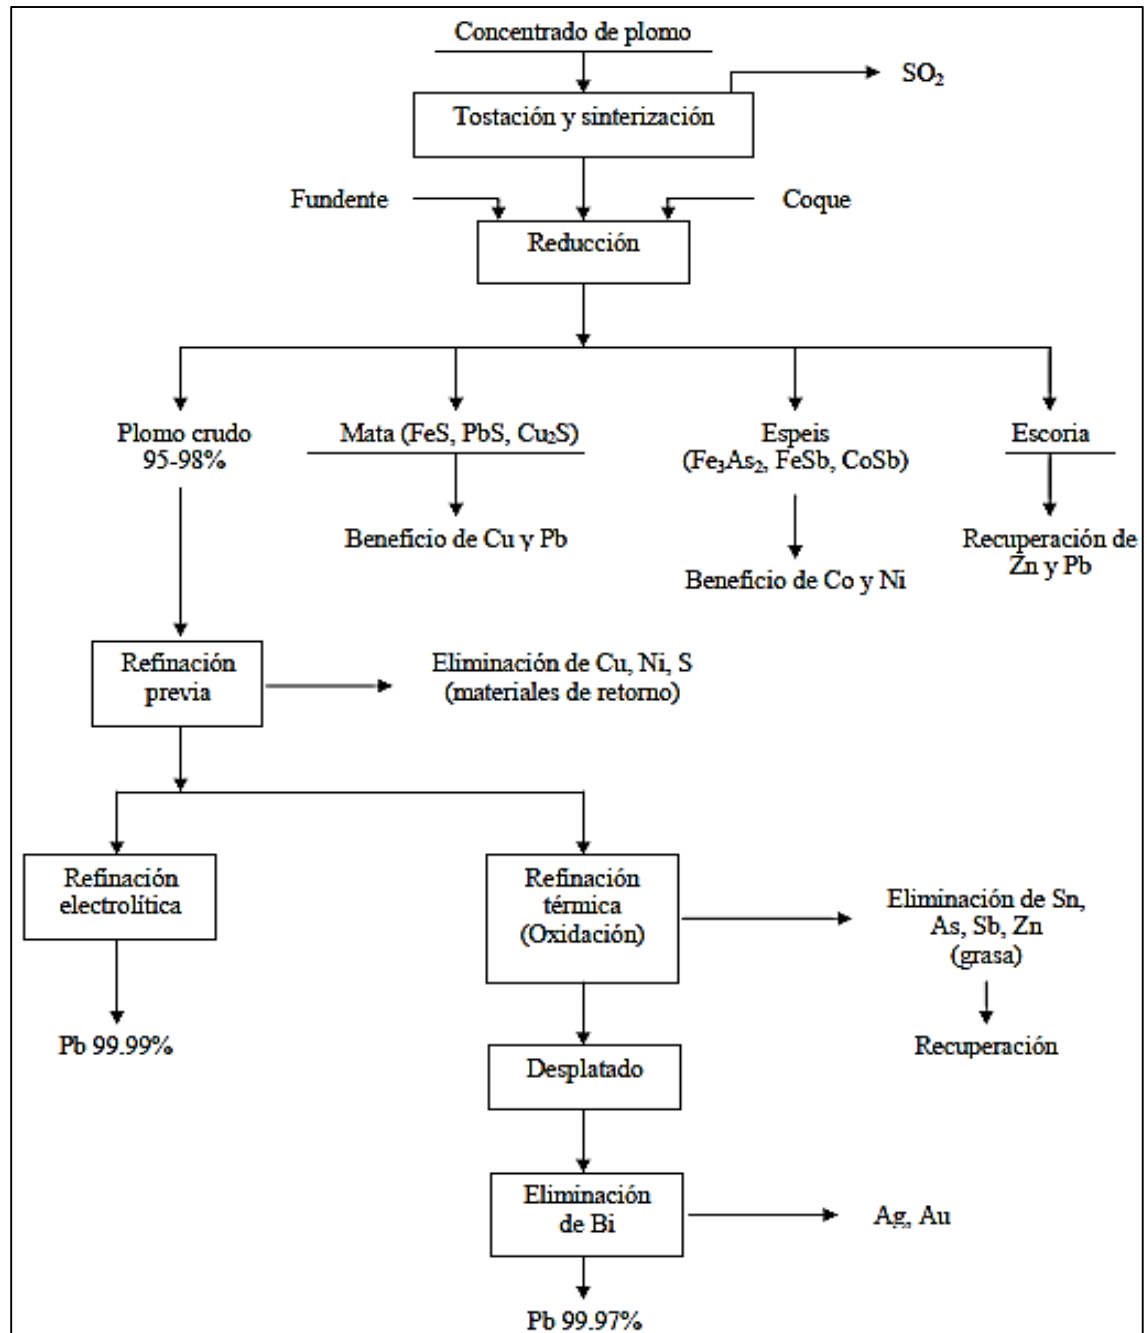 Concentrado de plomo
SO₂
Tostación y sinterización
Fundente
Coque
Reducción
Plomo crudo
95-98%
Mata (FeS, PbS, Cu₂S)
Espeis
(Fe₃As₂, FeSb, CoSb)
Escoria
Beneficio de Cu y Pb
Beneficio de Co y Ni
Recuperación de
Zn y Pb
Refinación
previa
Eliminación de Cu, Ni, S
(materiales de retorno)
Refinación
electrolítica
Refinación
térmica
(Oxidación)
Eliminación de Sn,
As, Sb, Zn
(grasa)
Pb 99.99%
Recuperación
Desplatado
Eliminación
de Bi
Ag, Au
Pb 99.97%